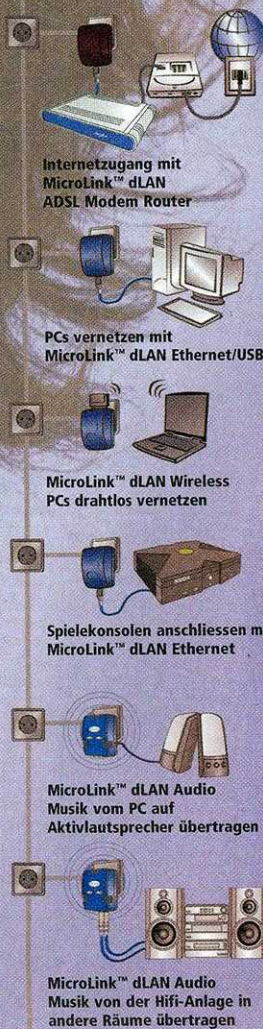 Internetzugang mit
MicroLink™ dLAN
ADSL Modem Router
PCs vernetzen mit
MicroLink™ dLAN Ethernet/USB
MicroLink™ dLAN Wireless
PCs drahtlos vernetzen
Spielekonsolen anschliessen m
MicroLink™ dLAN Ethernet
MicroLink™ dLAN Audio
Musik vom PC auf
Aktivlautsprecher übertragen
MicroLink™ dLAN Audio
Musik von der Hifi-Anlage in
andere Räume übertragen